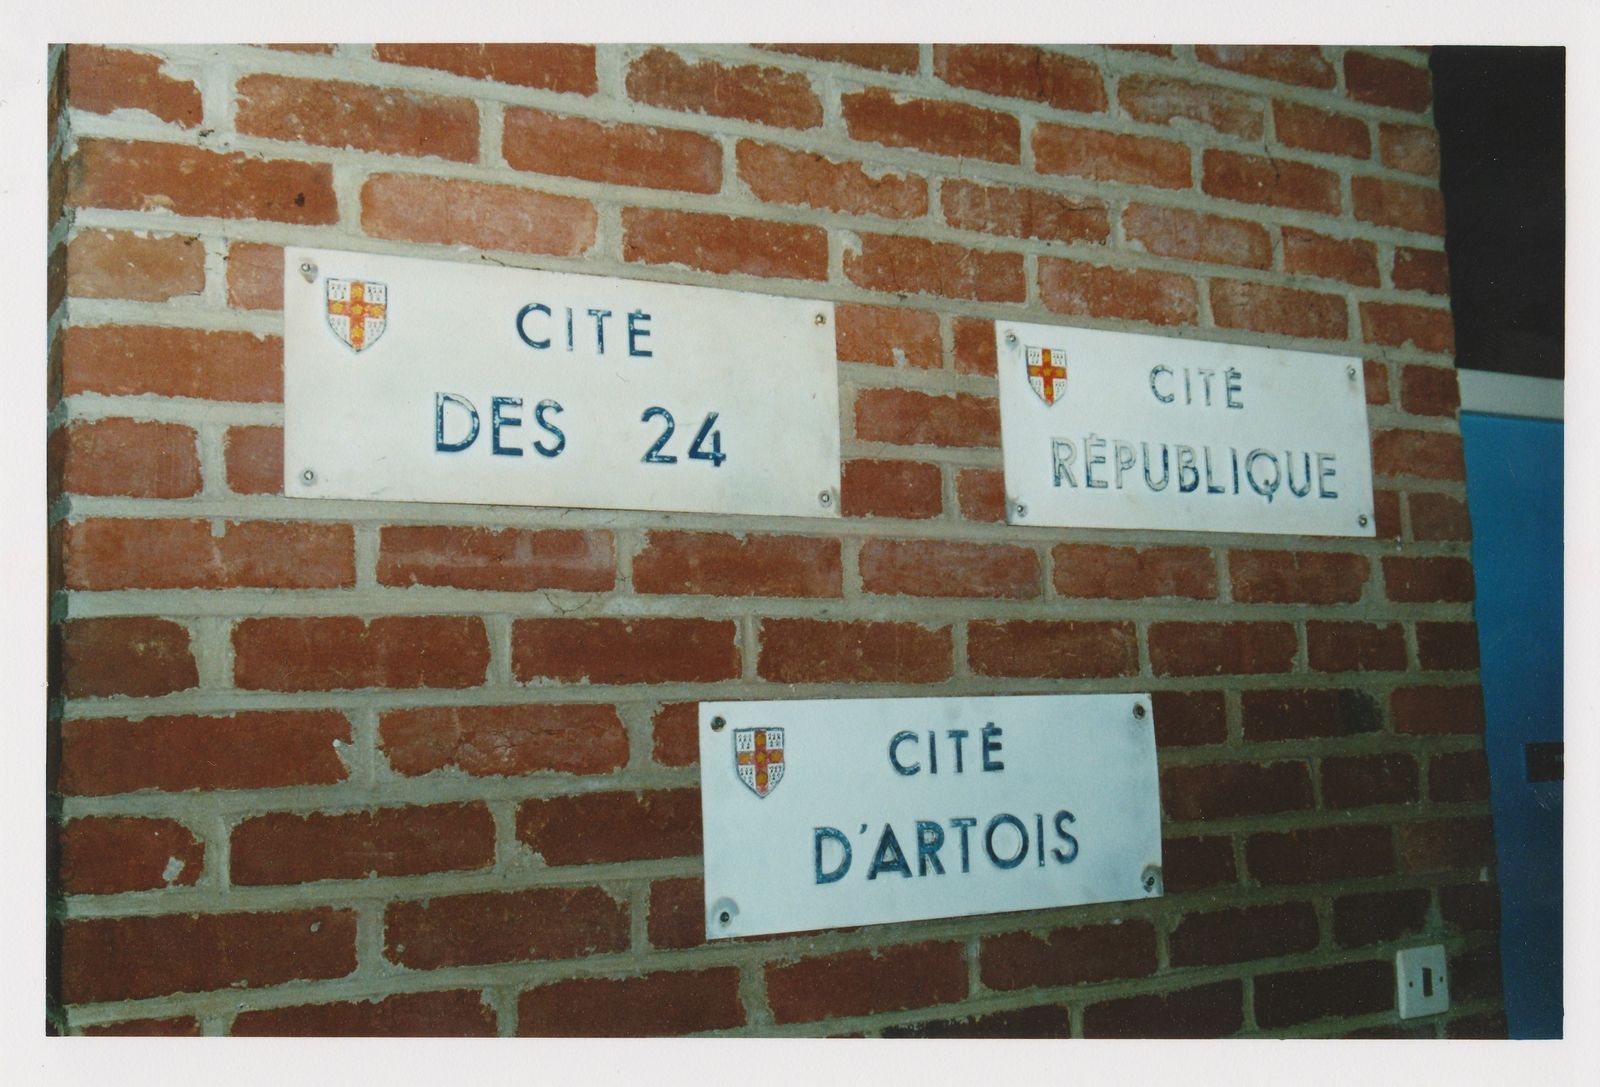 CITÉ
DES 24
CITÉ
RÉPUBLIQUE
CITÉ
D'ARTOIS